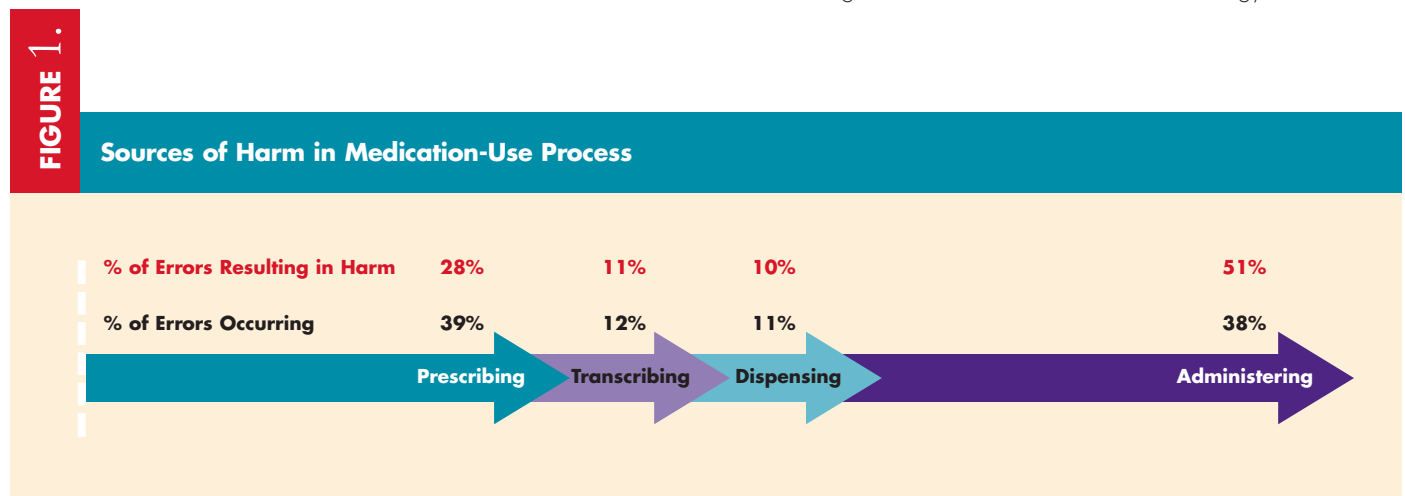 FIGURE 1.
Sources of Harm in Medication-Use Process
% of Errors Resulting in Harm 28% 11% 10% 51%
% of Errors Occurring 39% 12% 11% 38%
Prescribing Transcribing Dispensing Administering